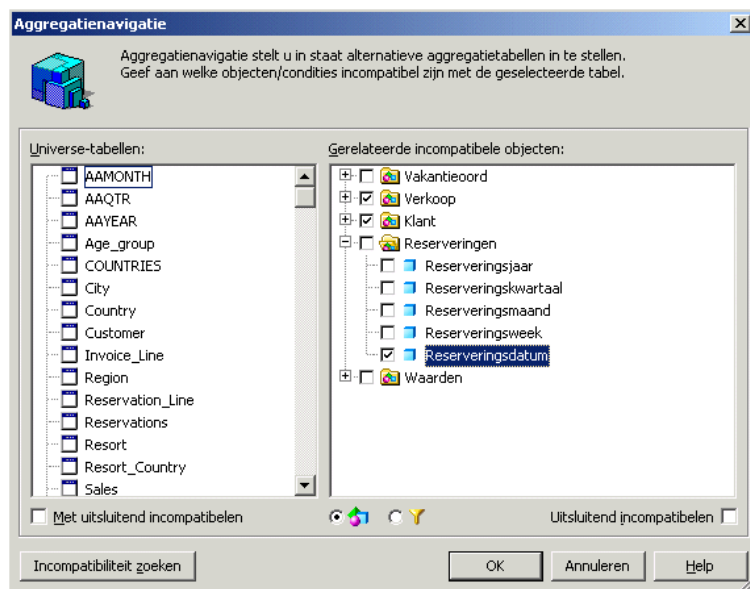 Aggregatienavigatie
Aggregatienavigatie stelt u in staat alternatieve aggregatietabellen in te stellen.
Geef aan welke objecten/condities incompatibel zijn met de geselecteerde tabel.
Universe-tabellen:
AAMONTH
AAQTR
AAYEAR
Age_group
COUNTRIES
City
Country
Customer
Invoice_Line
Region
Reservation_Line
Reservations
Resort
Resort_Country
Sales
Met uitsluitend incompatibelen
Gerelateerde incompatibele objecten:
Vakantieoord
Verkoop
Klant
Reserveringen
Reserveringsjaar
Reserveringskwartaal
Reserveringsmaand
Reserveringsweek
Reserveringsdatum
Waarden
Uitsluitend incompatibelen
Incompatibiliteit zoeken
OK
Annuleren
Help